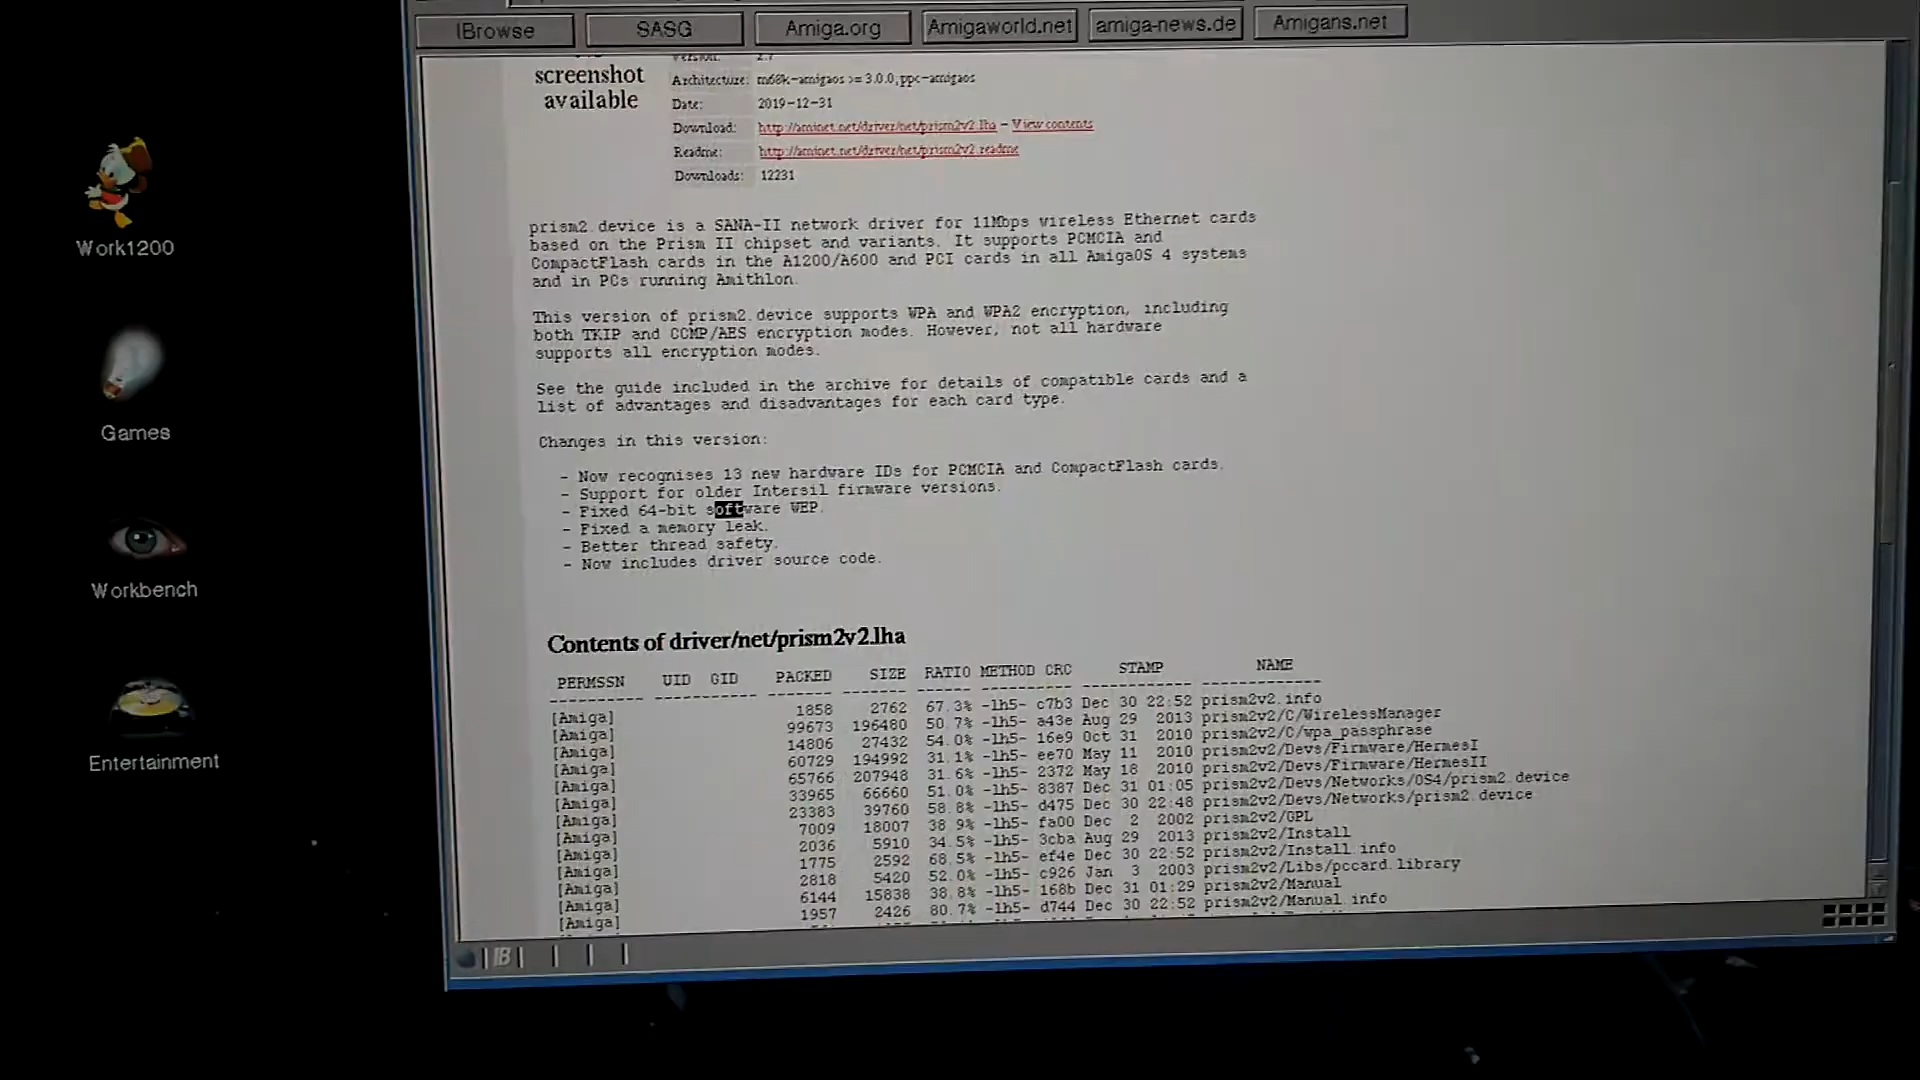 IBrowse
SASG
Amiga.org
Amigaworld.net
amiga-news.de
Amigans.net
screenshot
available
Version: 2.7
Architecture: m68k-amigaos >= 3.0.0, ppc-amigaos
Date: 2019-12-31
Download: http://aminet.net/driver/net/prism2v2.lha - View contents
Readme: http://aminet.net/driver/net/prism2v2.readme
Downloads: 12231
prism2.device is a SANA-II network driver for 11Mbps wireless Ethernet cards
based on the Prism II chipset and variants. It supports PCMCIA and
CompactFlash cards in the A1200/A600 and PCI cards in all AmigaOS 4 systems
and in PCs running Amithlon.
This version of prism2.device supports WPA and WPA2 encryption, including
both TKIP and CCMP/AES encryption modes. However, not all hardware
supports all encryption modes.
See the guide included in the archive for details of compatible cards and a
list of advantages and disadvantages for each card type.
Changes in this version:
- Now recognises 13 new hardware IDs for PCMCIA and CompactFlash cards.
- Support for older Intersil firmware versions.
- Fixed 64-bit software WEP.
- Fixed a memory leak.
- Better thread safety.
- Now includes driver source code.
Contents of driver/net/prism2v2.lha
PERMSSN UID GID PACKED SIZE RATIO METHOD CRC STAMP NAME
[Amiga] 1858 2762 67.3% -lh5- c7b3 Dec 30 22:52 prism2v2.info
[Amiga] 99673 196480 50.7% -lh5- a43e Aug 29 2013 prism2v2/C/WirelessManager
[Amiga] 14806 27432 54.0% -lh5- 16e9 Oct 31 2010 prism2v2/C/wpa_passphrase
[Amiga] 60729 194992 31.1% -lh5- ee70 May 11 2010 prism2v2/Devs/Firmware/HermesI
[Amiga] 65766 207948 31.6% -lh5- 2372 May 18 2010 prism2v2/Devs/Firmware/HermesII
[Amiga] 33965 66660 51.0% -lh5- 8387 Dec 31 01:05 prism2v2/Devs/Networks/OS4/prism2.device
[Amiga] 23383 39760 58.8% -lh5- d475 Dec 30 22:48 prism2v2/Devs/Networks/prism2.device
[Amiga] 7009 18007 38.9% -lh5- fa00 Dec 2 2002 prism2v2/GPL
[Amiga] 2036 5910 34.5% -lh5- 3cba Aug 29 2013 prism2v2/Install
[Amiga] 1775 2592 68.5% -lh5- ef4e Dec 30 22:52 prism2v2/Install.info
[Amiga] 2818 5420 52.0% -lh5- c926 Jan 3 2003 prism2v2/Libs/pccard.library
[Amiga] 6144 15838 38.8% -lh5- 168b Dec 31 01:29 prism2v2/Manual
[Amiga] 1957 2426 80.7% -lh5- d744 Dec 30 22:52 prism2v2/Manual.info
IB
Work1200
Games
Workbench
Entertainment